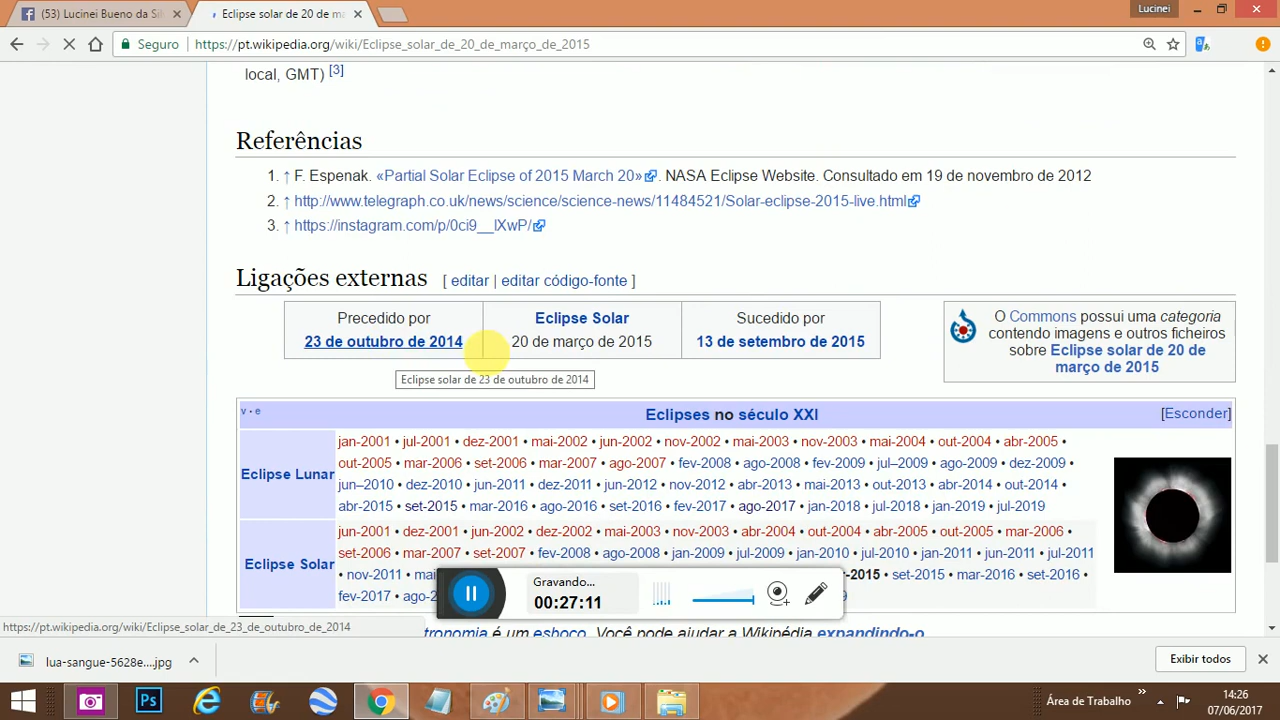 (53) Lucinei Bueno da Sil
Eclipse solar de 20 de ma
Lucinei
Seguro
https://pt.wikipedia.org/wiki/Eclipse_solar_de_20_de_março_de_2015
local, GMT) [3]
Referências
1. ↑ F. Espenak. «Partial Solar Eclipse of 2015 March 20». NASA Eclipse Website. Consultado em 19 de novembro de 2012
2. ↑ http://www.telegraph.co.uk/news/science/science-news/11484521/Solar-eclipse-2015-live.html
3. ↑ https://instagram.com/p/0ci9__lXwP/
Ligações externas [ editar | editar código-fonte ]
Precedido por
23 de outubro de 2014
Eclipse Solar
20 de março de 2015
Sucedido por
13 de setembro de 2015
O Commons possui uma categoria
contendo imagens e outros ficheiros
sobre Eclipse solar de 20 de
março de 2015
Eclipse solar de 23 de outubro de 2014
v • e
Eclipses no século XXI
[Esconder]
Eclipse Lunar
jan-2001 • jul-2001 • dez-2001 • mai-2002 • jun-2002 • nov-2002 • mai-2003 • nov-2003 • mai-2004 • out-2004 • abr-2005 •
out-2005 • mar-2006 • set-2006 • mar-2007 • ago-2007 • fev-2008 • ago-2008 • fev-2009 • jul–2009 • ago-2009 • dez-2009 •
jun–2010 • dez-2010 • jun-2011 • dez-2011 • jun-2012 • nov-2012 • abr-2013 • mai-2013 • out-2013 • abr-2014 • out-2014 •
abr-2015 • set-2015 • mar-2016 • ago-2016 • set-2016 • fev-2017 • ago-2017 • jan-2018 • jul-2018 • jan-2019 • jul-2019
Eclipse Solar
jun-2001 • dez-2001 • jun-2002 • dez-2002 • mai-2003 • nov-2003 • abr-2004 • out-2004 • abr-2005 • out-2005 • mar-2006 •
set-2006 • mar-2007 • set-2007 • fev-2008 • ago-2008 • jan-2009 • jul-2009 • jan-2010 • jul-2010 • jan-2011 • jun-2011 • jul-2011
• nov-2011 • -2015 • set-2015 • mar-2016 • set-2016 •
fev-2017 •
Gravando...
00:27:11
https://pt.wikipedia.org/wiki/Eclipse_solar_de_23_de_outubro_de_2014
é um esboço. Você pode ajudar a Wikipédia expandindo-o
lua-sangue-5628e....jpg
Exibir todos
Ps
Área de Trabalho
14:26
07/06/2017